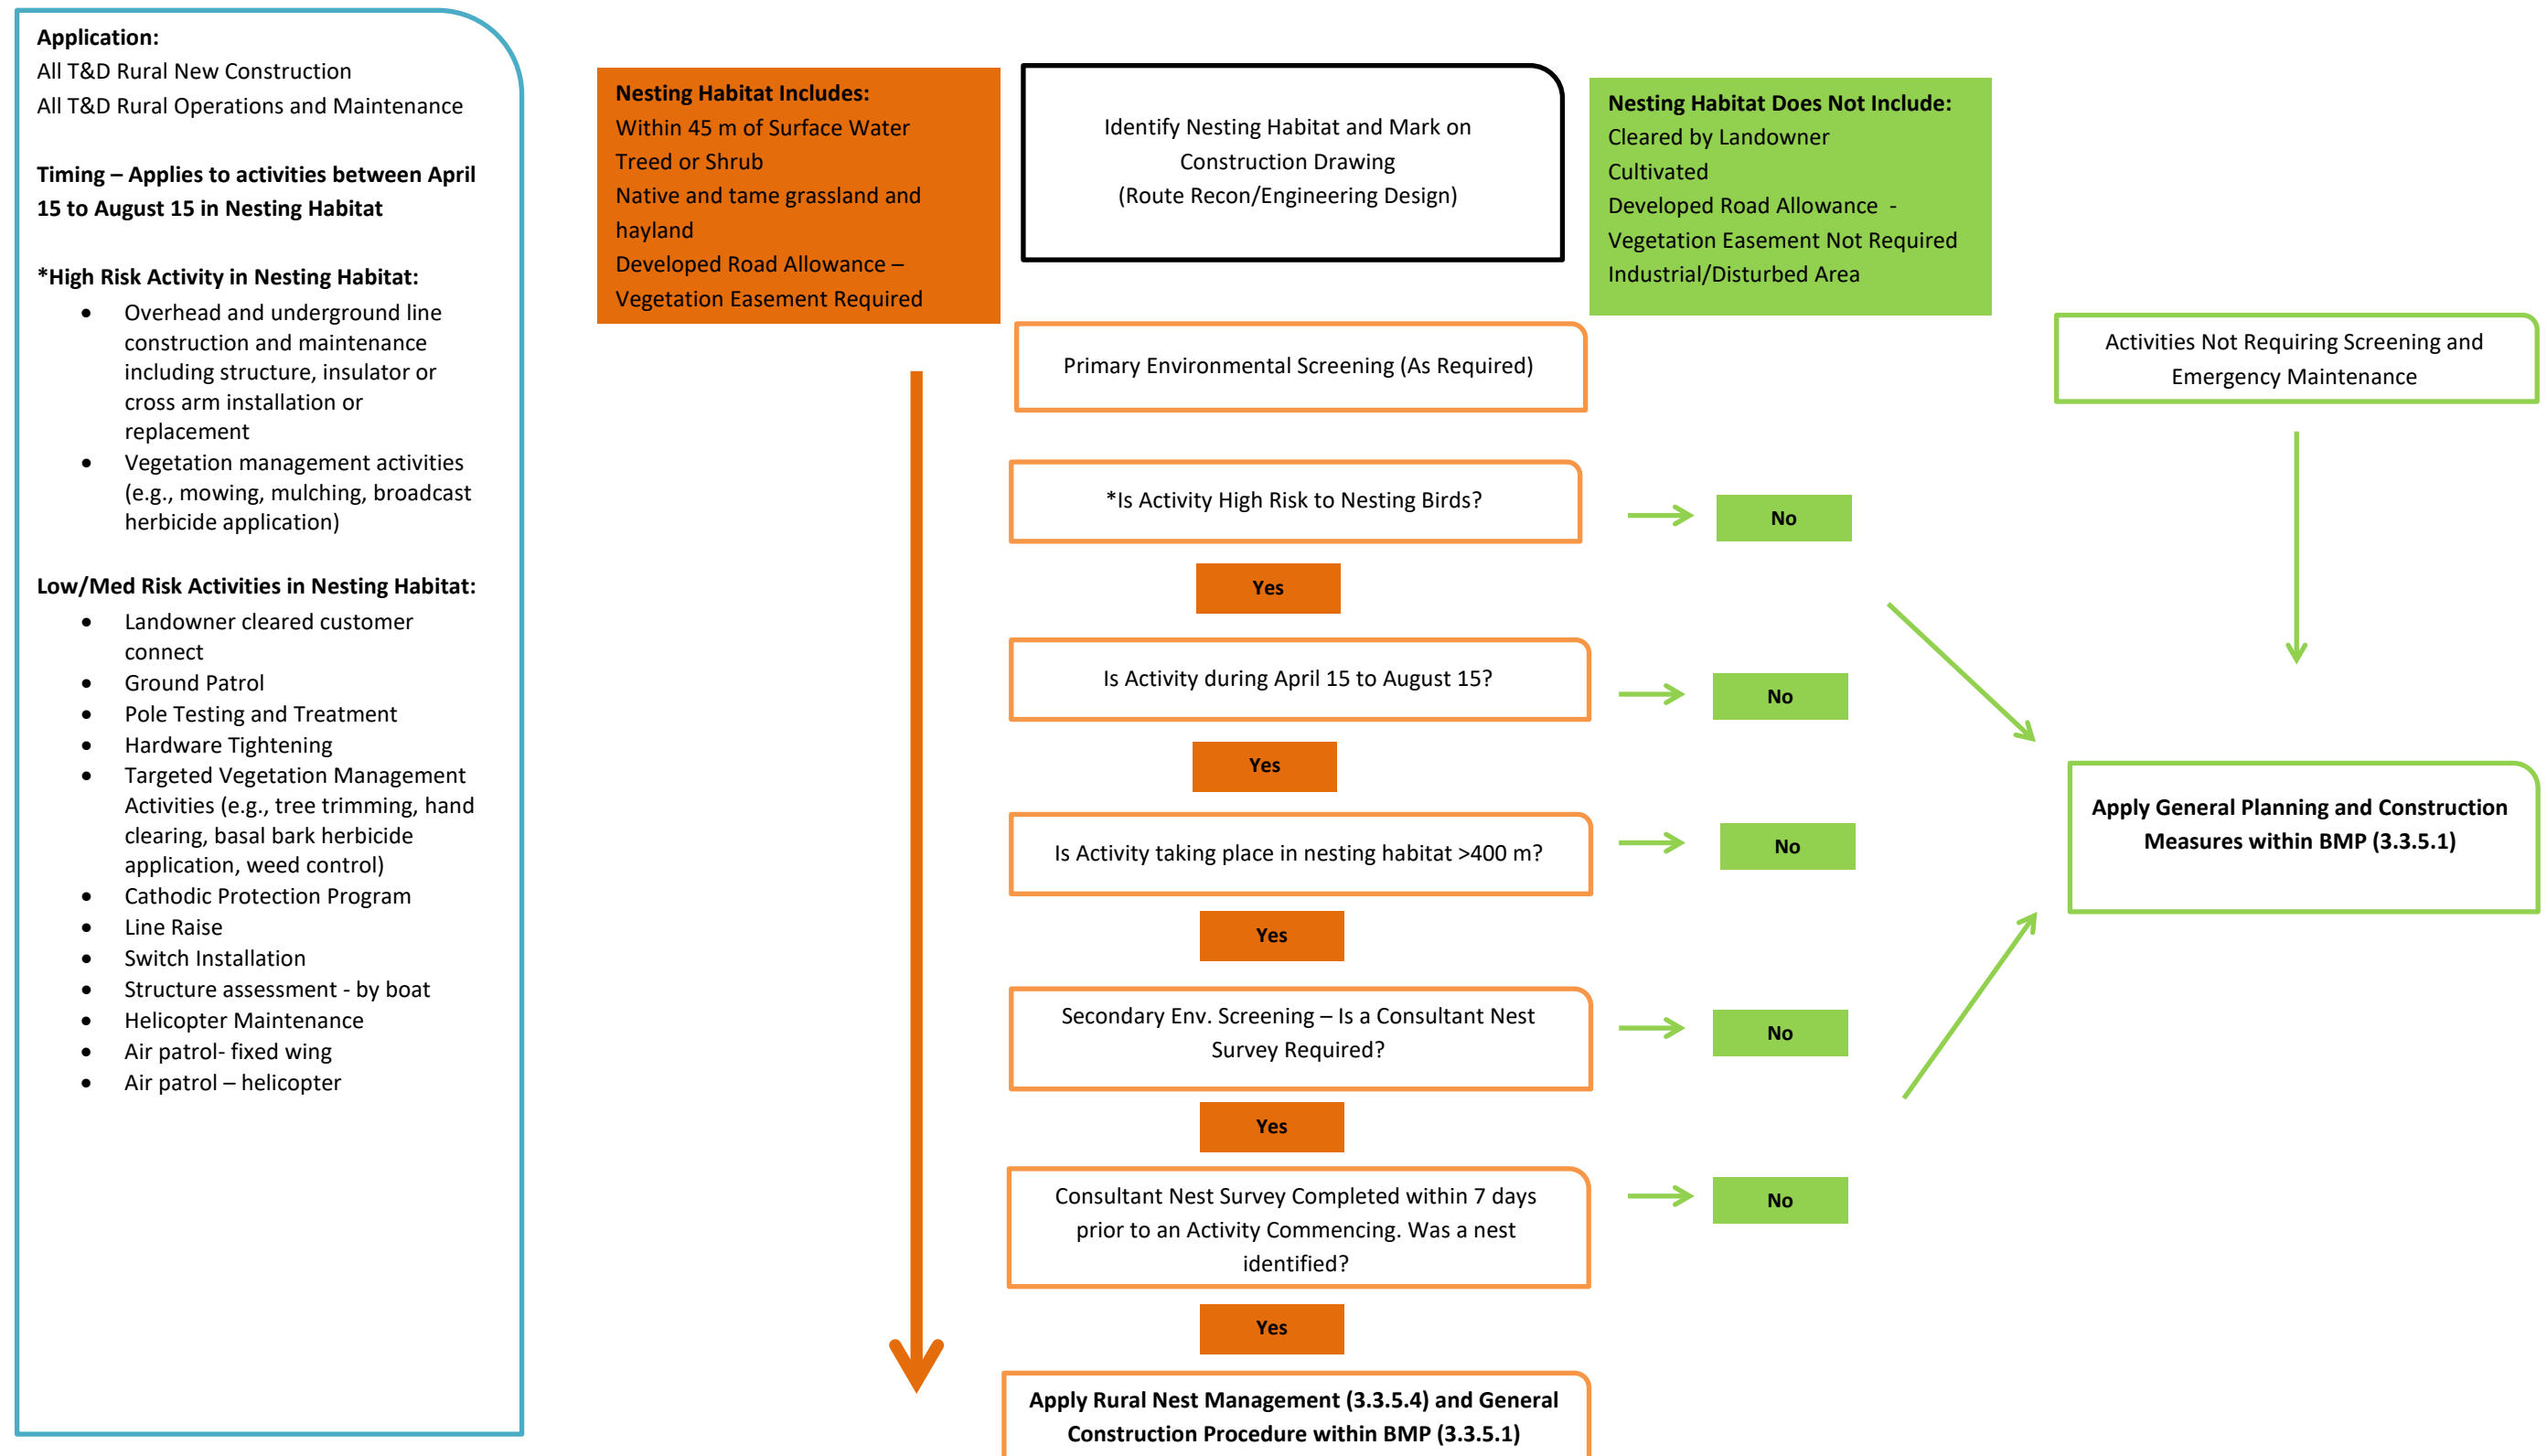 Application:
All T&D Rural New Construction
All T&D Rural Operations and Maintenance
Timing – Applies to activities between April
15 to August 15 in Nesting Habitat
*High Risk Activity in Nesting Habitat:
• Overhead and underground line
construction and maintenance
including structure, insulator or
cross arm installation or
replacement
• Vegetation management activities
(e.g., mowing, mulching, broadcast
herbicide application)
Low/Med Risk Activities in Nesting Habitat:
• Landowner cleared customer
connect
• Ground Patrol
• Pole Testing and Treatment
• Hardware Tightening
• Targeted Vegetation Management
Activities (e.g., tree trimming, hand
clearing, basal bark herbicide
application, weed control)
• Cathodic Protection Program
• Line Raise
• Switch Installation
• Structure assessment - by boat
• Helicopter Maintenance
• Air patrol- fixed wing
• Air patrol – helicopter
Nesting Habitat Includes:
Within 45 m of Surface Water
Treed or Shrub
Native and tame grassland and
hayland
Developed Road Allowance –
Vegetation Easement Required
Identify Nesting Habitat and Mark on
Construction Drawing
(Route Recon/Engineering Design)
Nesting Habitat Does Not Include:
Cleared by Landowner
Cultivated
Developed Road Allowance -
Vegetation Easement Not Required
Industrial/Disturbed Area
Primary Environmental Screening (As Required)
Activities Not Requiring Screening and
Emergency Maintenance
*Is Activity High Risk to Nesting Birds?
No
Yes
Is Activity during April 15 to August 15?
No
Yes
Is Activity taking place in nesting habitat >400 m?
No
Apply General Planning and Construction
Measures within BMP (3.3.5.1)
Yes
Secondary Env. Screening – Is a Consultant Nest
Survey Required?
No
Yes
Consultant Nest Survey Completed within 7 days
prior to an Activity Commencing. Was a nest
identified?
No
Yes
Apply Rural Nest Management (3.3.5.4) and General
Construction Procedure within BMP (3.3.5.1)